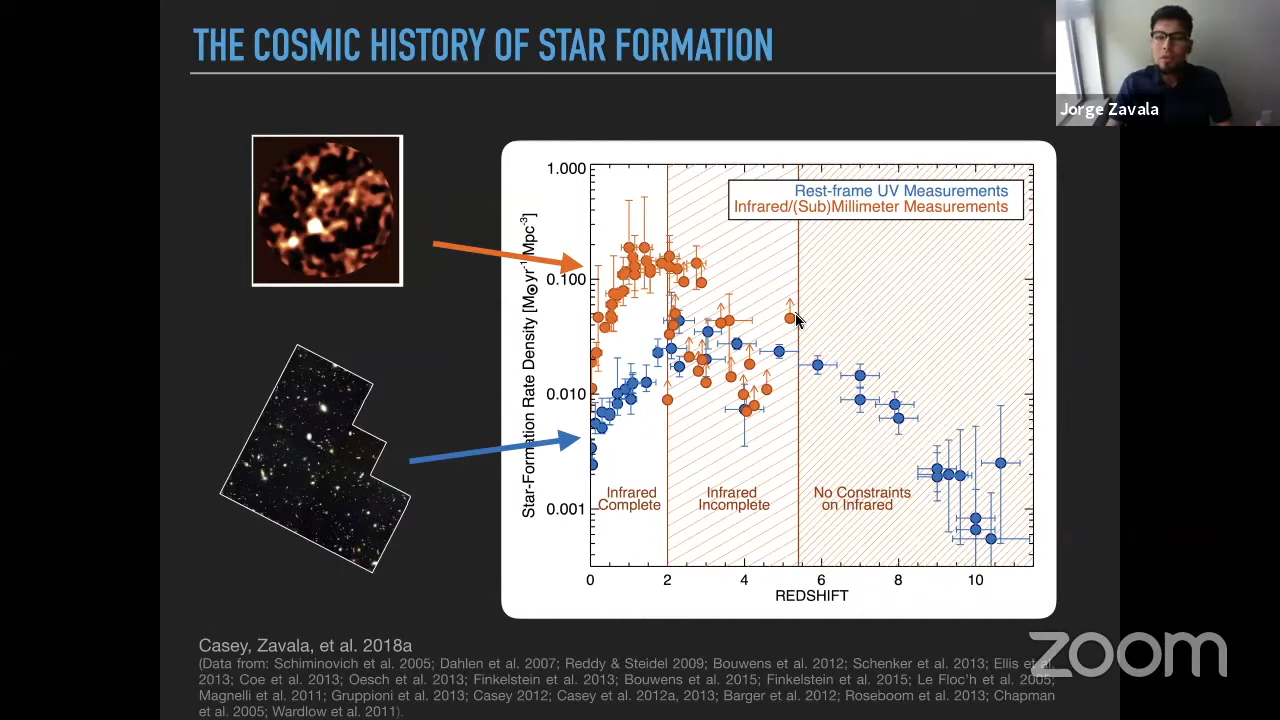 THE COSMIC HISTORY OF STAR FORMATION
Jorge Zavala
1.000
0.100
0.010
0.001
Star-Formation Rate Density [M⊙yr⁻¹Mpc⁻³]
Rest-frame UV Measurements
Infrared/(Sub)Millimeter Measurements
Infrared
Complete
Infrared
Incomplete
No Constraints
on Infrared
0 2 4 6 8 10
REDSHIFT
Casey, Zavala, et al. 2018a
(Data from: Schiminovich et al. 2005; Dahlen et al. 2007; Reddy & Steidel 2009; Bouwens et al. 2012; Schenker et al. 2013; Ellis et al.
2013; Coe et al. 2013; Oesch et al. 2013; Finkelstein et al. 2013; Bouwens et al. 2015; Finkelstein et al. 2015; Le Floc'h et al. 2005;
Magnelli et al. 2011; Gruppioni et al. 2013; Casey 2012; Casey et al. 2012a, 2013; Barger et al. 2012; Roseboom et al. 2013; Chapman
et al. 2005; Wardlow et al. 2011).
zoom